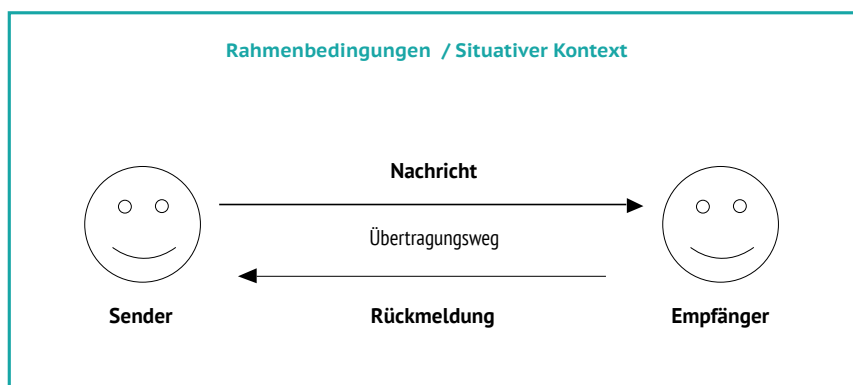 Rahmenbedingungen / Situativer Kontext
Nachricht
Übertragungsweg
Sender
Rückmeldung
Empfänger